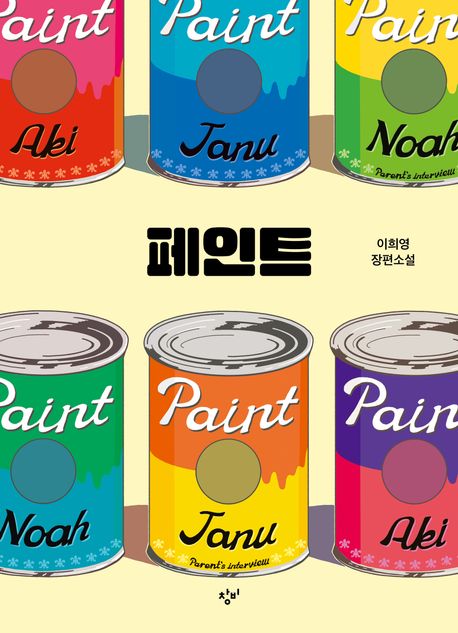 Paint
Paint
Paint
Aki
Janu
Noah
Parent's interview
페인트
이희영
장편소설
Paint
Paint
Pain
Noah
Janu
Aki
Parent's interview
창비